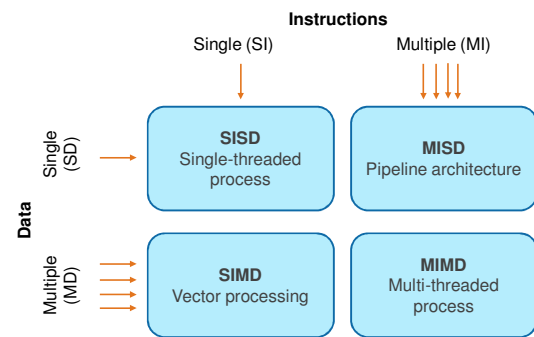 Instructions
Single (SI)
Multiple (MI)
Data
Single
(SD)
SISD
Single-threaded
process
MISD
Pipeline architecture
Multiple
(MD)
SIMD
Vector processing
MIMD
Multi-threaded
process